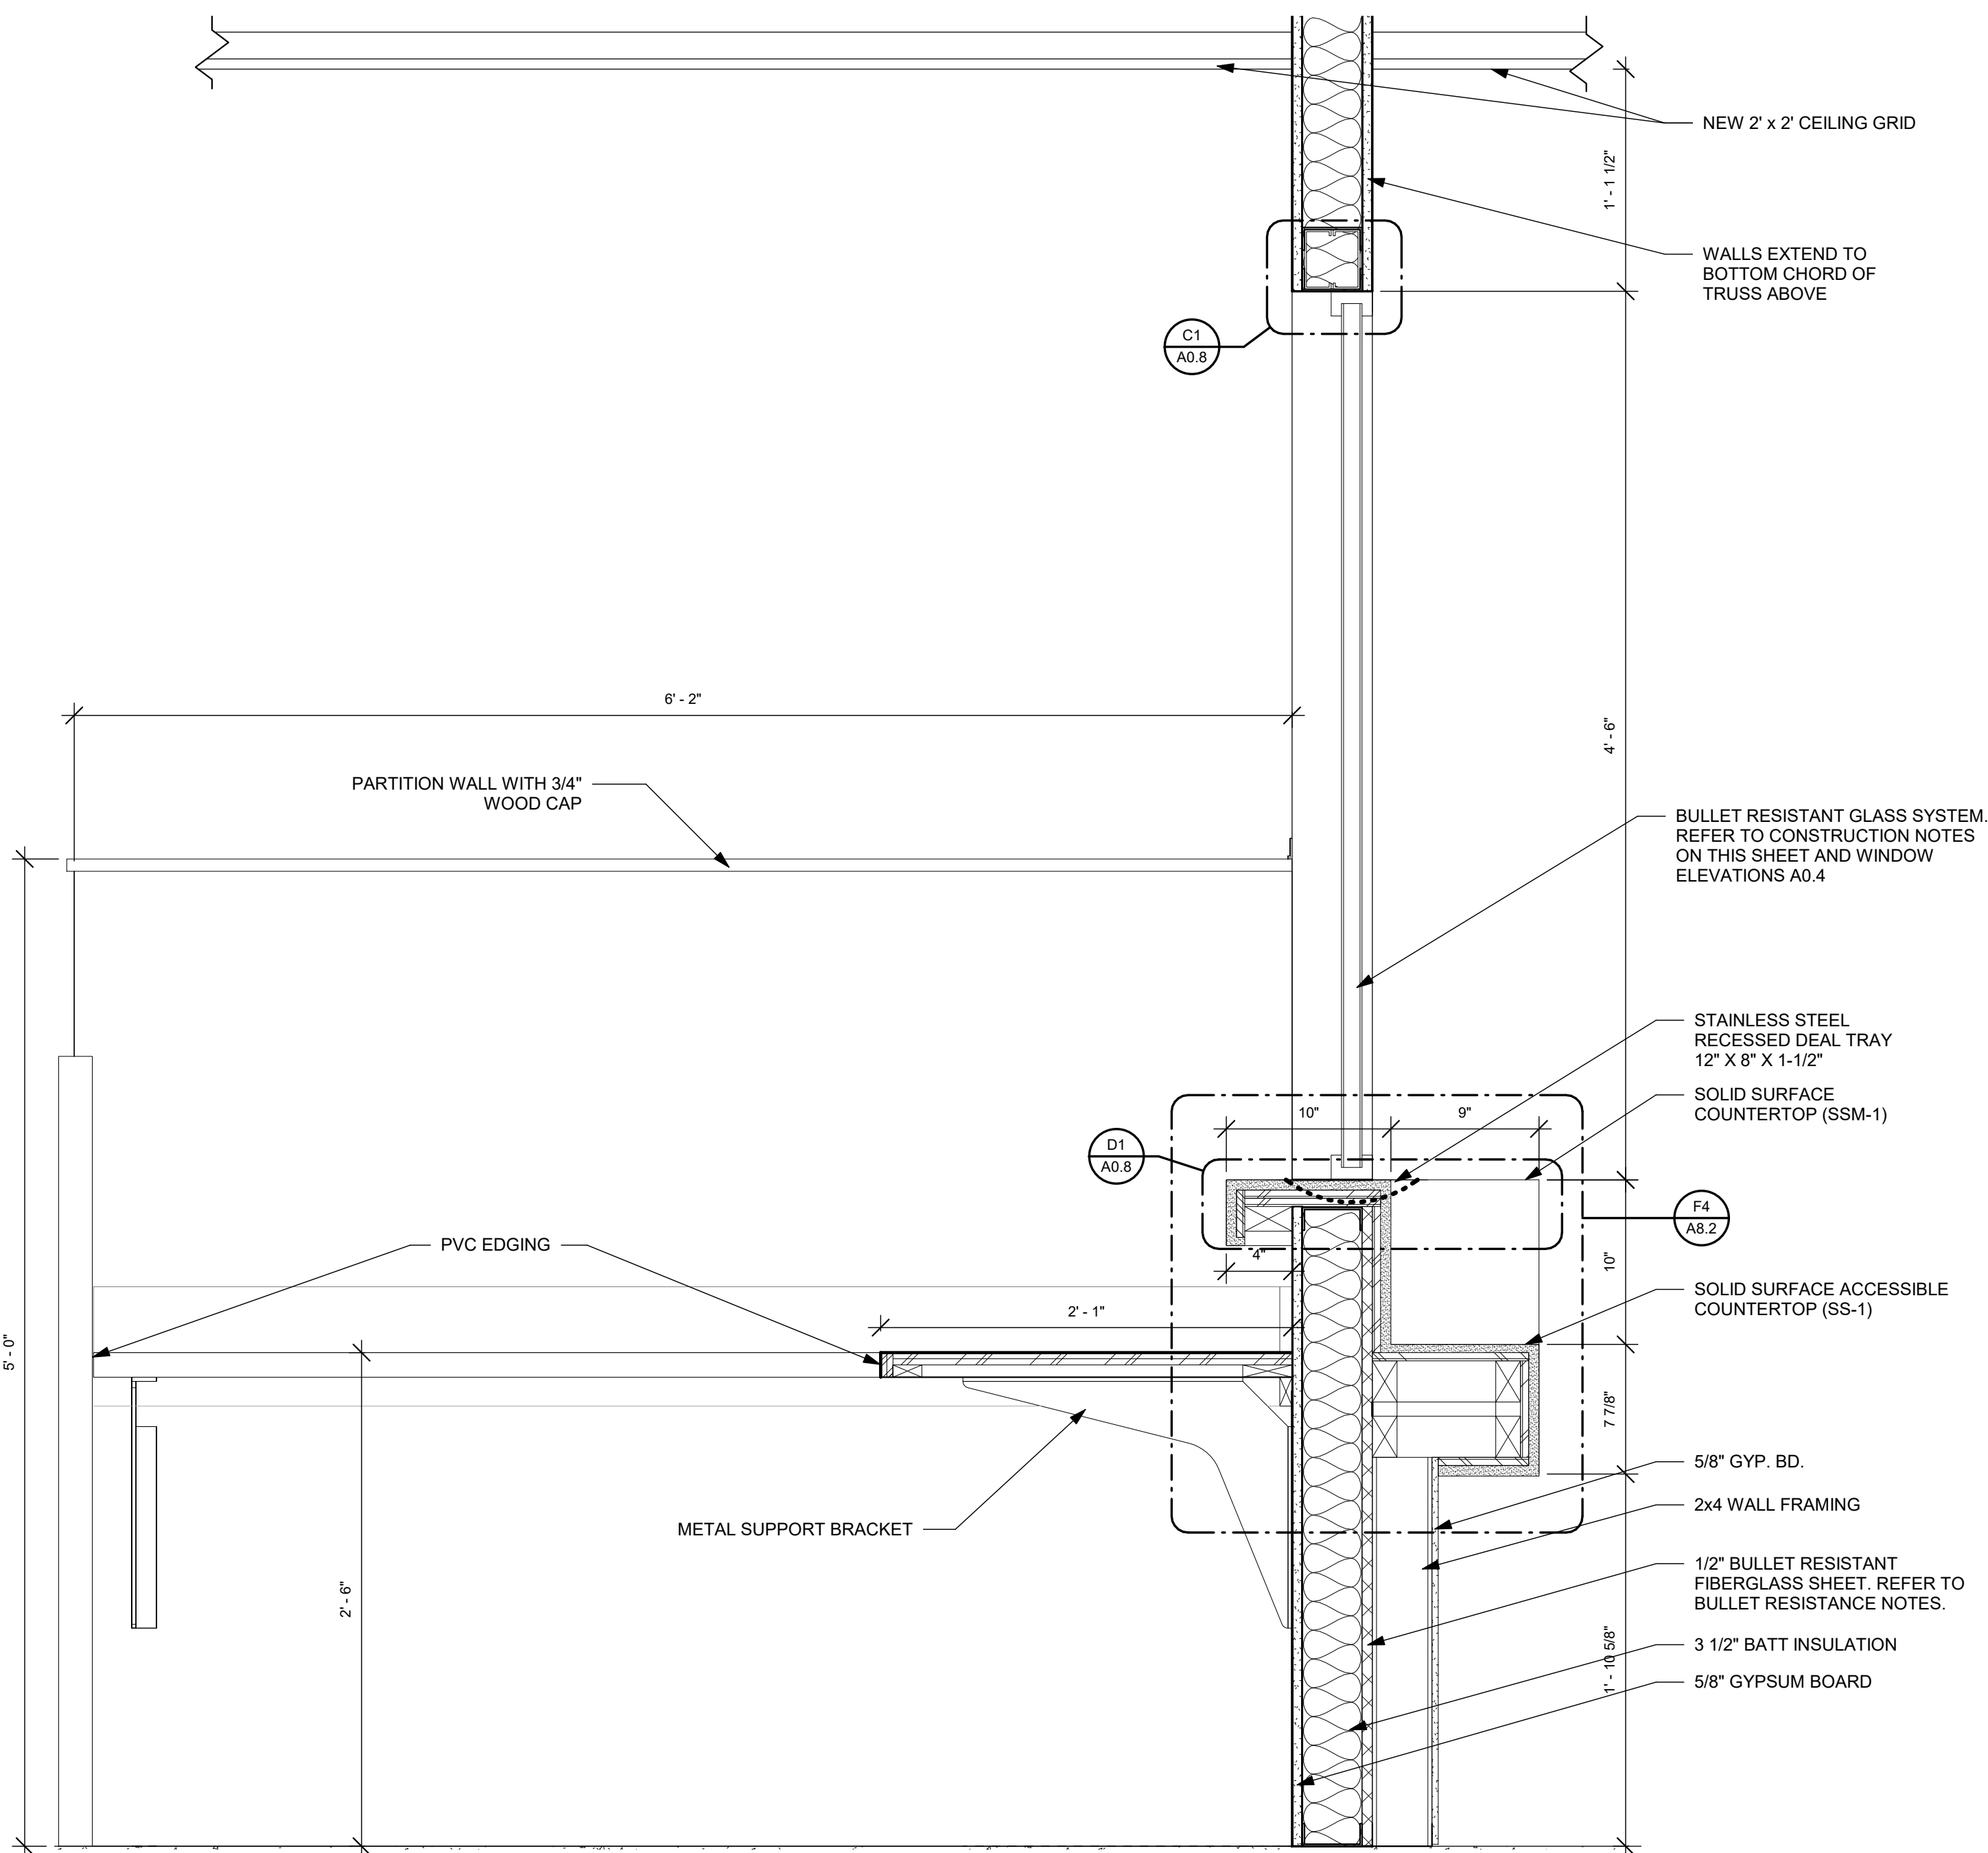 NEW 2' x 2' CEILING GRID
1' - 1 1/2"
WALLS EXTEND TO
BOTTOM CHORD OF
TRUSS ABOVE
C1
A0.8
6' - 2"
4' - 6"
PARTITION WALL WITH 3/4"
WOOD CAP
BULLET RESISTANT GLASS SYSTEM.
REFER TO CONSTRUCTION NOTES
ON THIS SHEET AND WINDOW
ELEVATIONS A0.4
STAINLESS STEEL
RECESSED DEAL TRAY
12" X 8" X 1-1/2"
SOLID SURFACE
COUNTERTOP (SSM-1)
10"
9"
D1
A0.8
F4
A8.2
PVC EDGING
4"
10"
SOLID SURFACE ACCESSIBLE
COUNTERTOP (SS-1)
2' - 1"
5' - 0"
7 7/8"
5/8" GYP. BD.
2x4 WALL FRAMING
METAL SUPPORT BRACKET
1/2" BULLET RESISTANT
FIBERGLASS SHEET. REFER TO
BULLET RESISTANCE NOTES.
2' - 6"
3 1/2" BATT INSULATION
1' - 10 5/8"
5/8" GYPSUM BOARD